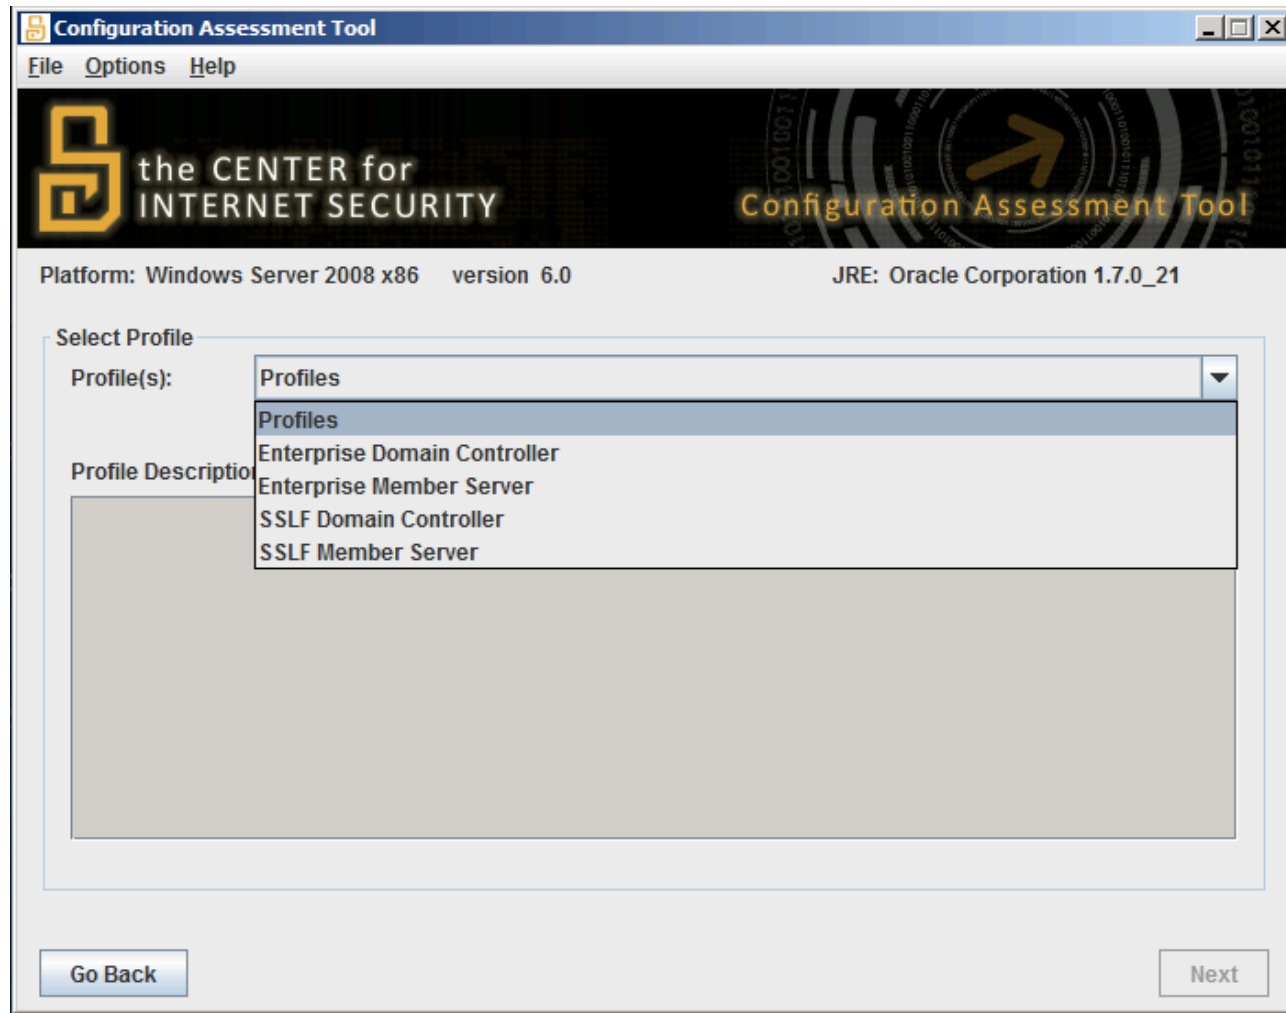 Configuration Assessment Tool
File Options Help
the CENTER for
INTERNET SECURITY
Configuration Assessment Tool
Platform: Windows Server 2008 x86 version 6.0 JRE: Oracle Corporation 1.7.0_21
Select Profile
Profile(s): Profiles
Profiles
Enterprise Domain Controller
Profile Description
Enterprise Member Server
SSLF Domain Controller
SSLF Member Server
Go Back Next